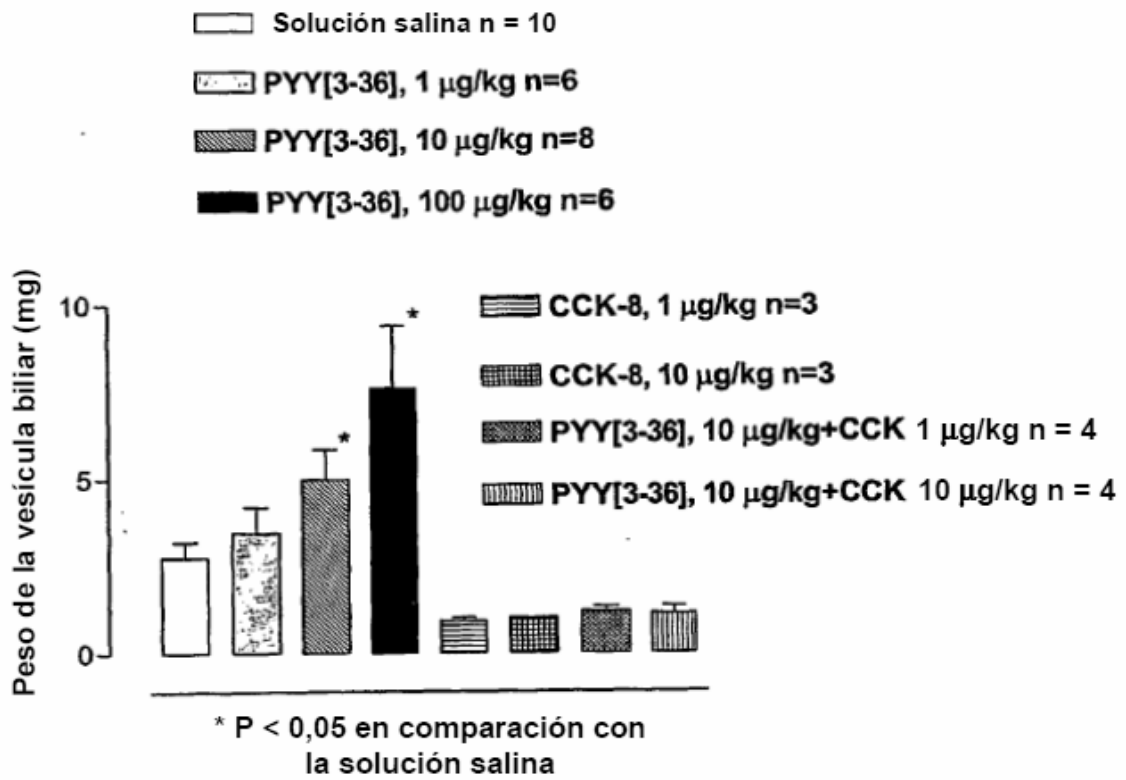 Solución salina n = 10
PYY[3-36], 1 μg/kg n=6
PYY[3-36], 10 μg/kg n=8
PYY[3-36], 100 μg/kg n=6
Peso de la vesícula biliar (mg)
10
5
0
*
*
CCK-8, 1 μg/kg n=3
CCK-8, 10 μg/kg n=3
PYY[3-36], 10 μg/kg+CCK 1 μg/kg n = 4
PYY[3-36], 10 μg/kg+CCK 10 μg/kg n = 4
* P < 0,05 en comparación con
la solución salina